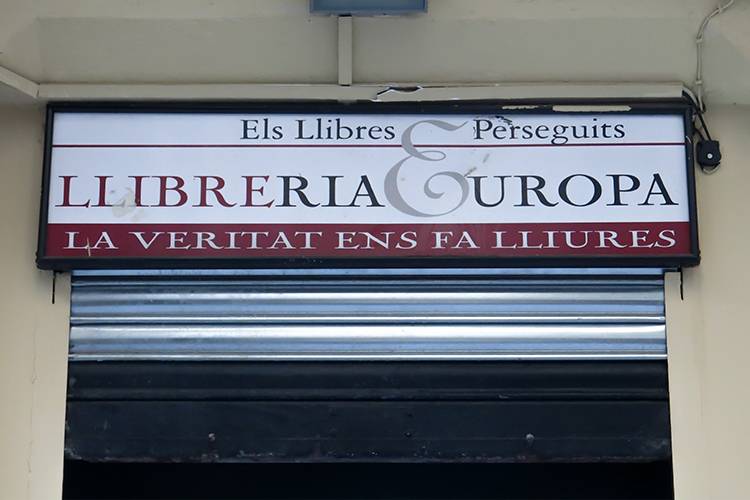 Els Llibres & Perseguits
LLIBRERIA EUROPA
LA VERITAT ENS FA LLIURES